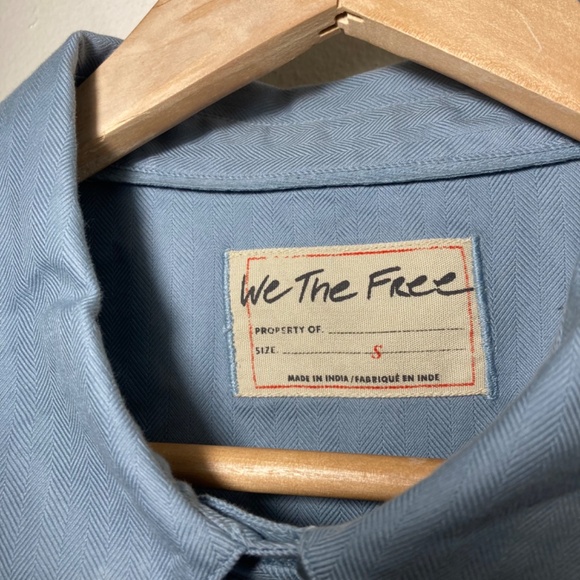 We The Free
PROPERTY OF.
SIZE. S
MADE IN INDIA/FABRIQUÉ EN INDE